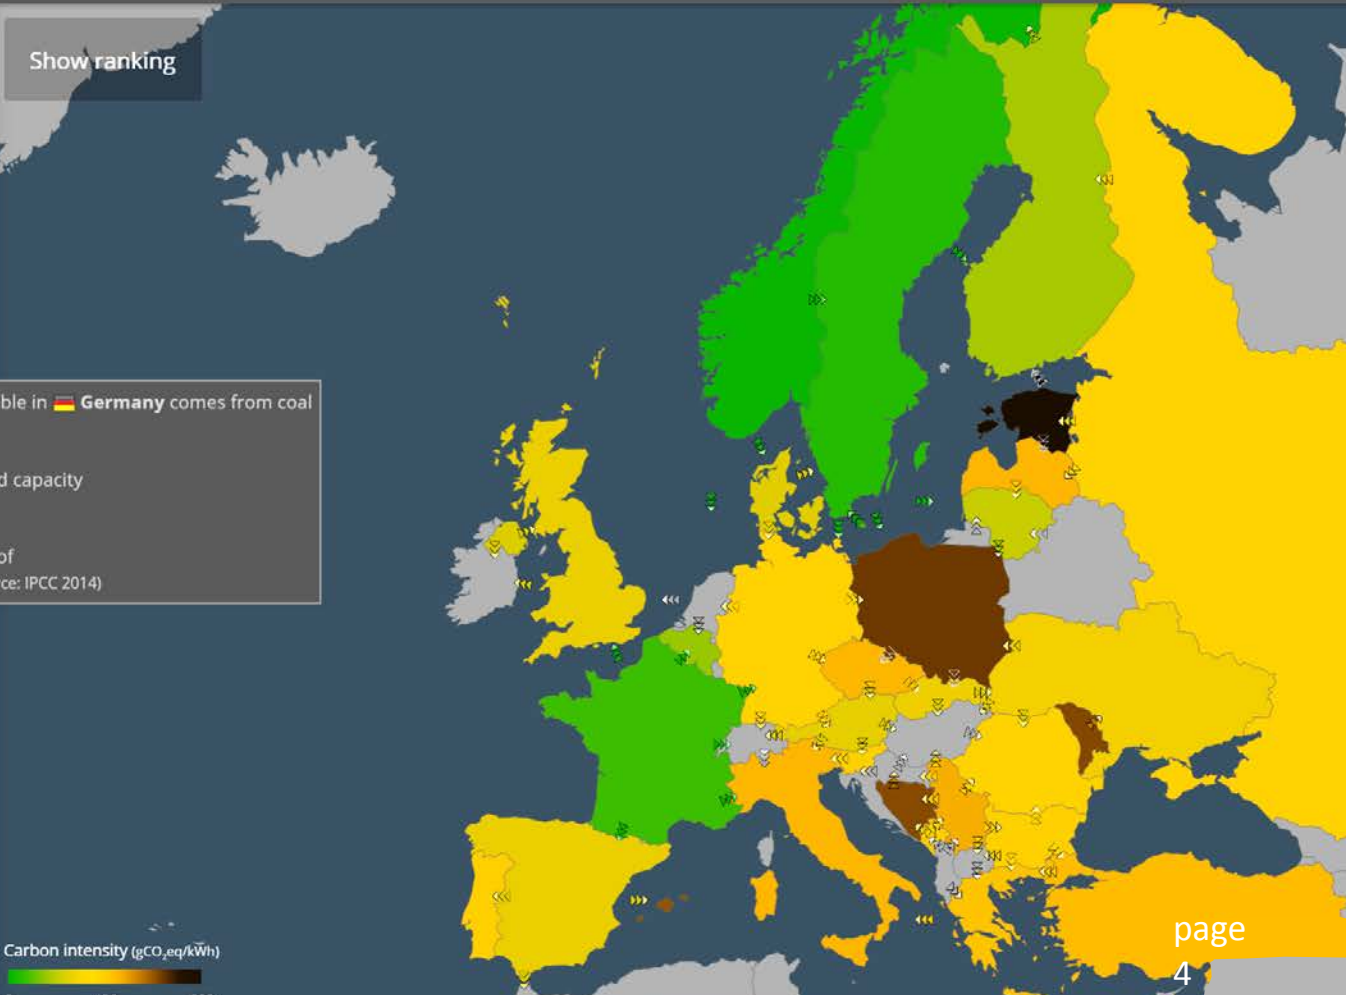 Show ranking
ble in Germany comes from coal
d capacity
of
ce: IPCC 2014)
Carbon intensity (gCO₂eq/kWh)
page
4